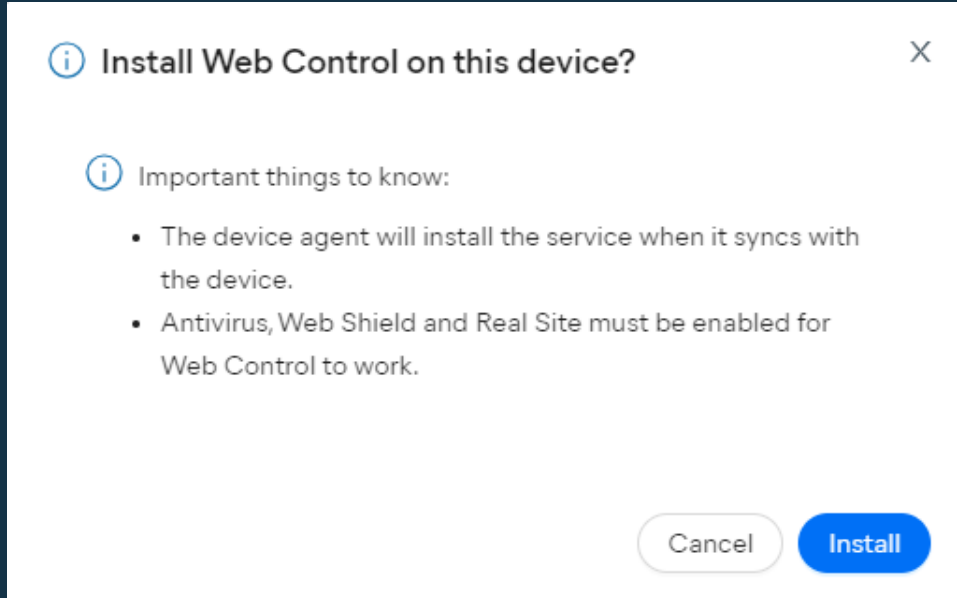 Install Web Control on this device?
X
Important things to know:
• The device agent will install the service when it syncs with
the device.
• Antivirus, Web Shield and Real Site must be enabled for
Web Control to work.
Cancel
Install